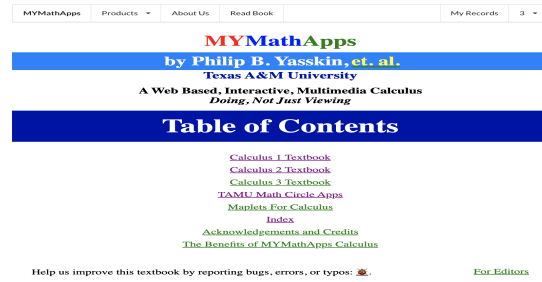 MYMathApps Products About Us Read Book My Records 3
MYMathApps
by Philip B. Yasskin, et. al.
Texas A&M University
A Web Based, Interactive, Multimedia Calculus
Doing, Not Just Viewing
Table of Contents
Calculus 1 Textbook
Calculus 2 Textbook
Calculus 3 Textbook
TAMU Math Circle Apps
Maplets For Calculus
Index
Acknowledgements and Credits
The Benefits of MYMathApps Calculus
Help us improve this textbook by reporting bugs, errors, or typos: . For Editors